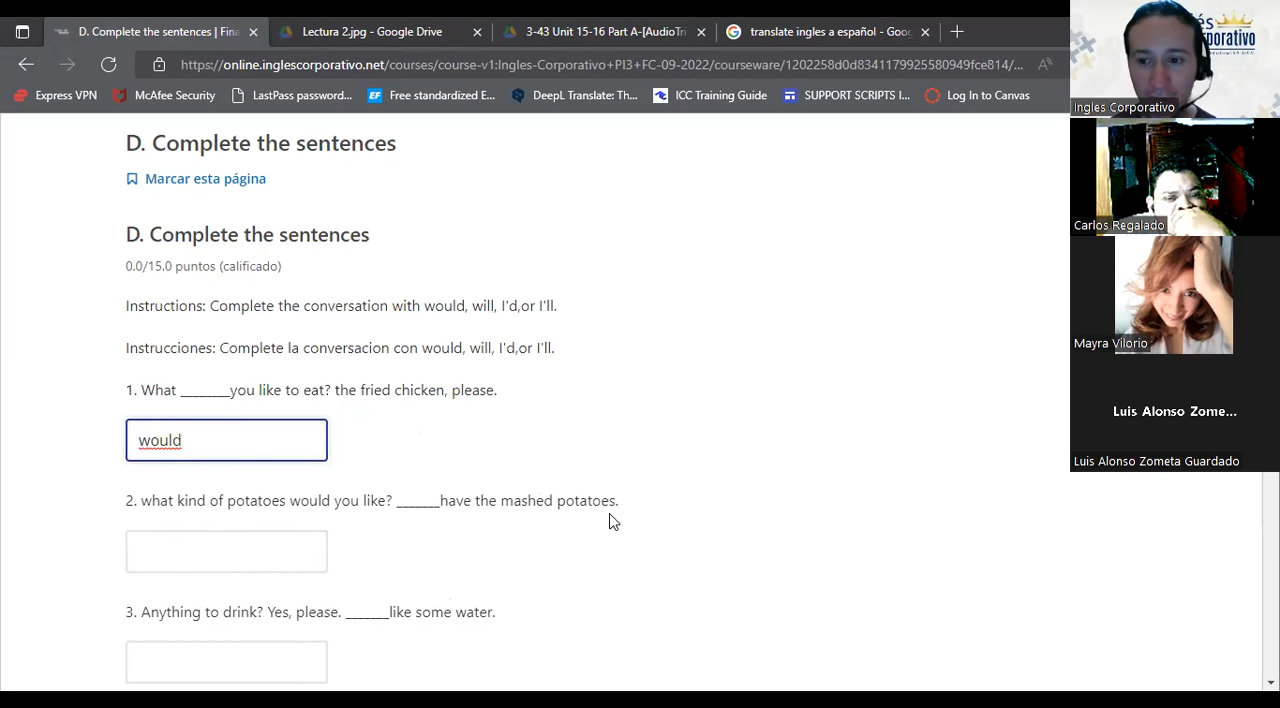 D. Complete the sentences | Fina
Lectura 2.jpg - Google Drive
3-43 Unit 15-16 Part A-[AudioTri
translate ingles a español - Goog
https://online.inglescorporativo.net/courses/course-v1:Ingles-Corporativo+PI3+FC-09-2022/courseware/12b2258d0d8341179925580949fce814/...
Express VPN
McAfee Security
LastPass password...
EF Free standardized E...
DeepL Translate: Th...
ICC Training Guide
SUPPORT SCRIPTS I...
Log In to Canvas
D. Complete the sentences
Marcar esta página
D. Complete the sentences
0.0/15.0 puntos (calificado)
Instructions: Complete the conversation with would, will, I'd,or I'll.
Instrucciones: Complete la conversacion con would, will, I'd,or I'll.
1. What _______you like to eat? the fried chicken, please.
would
2. what kind of potatoes would you like? ______have the mashed potatoes.
3. Anything to drink? Yes, please. ______like some water.
Ingles Corporativo
Carlos Regalado
Mayra Vilorio
Luis Alonso Zome...
Luis Alonso Zometa Guardado